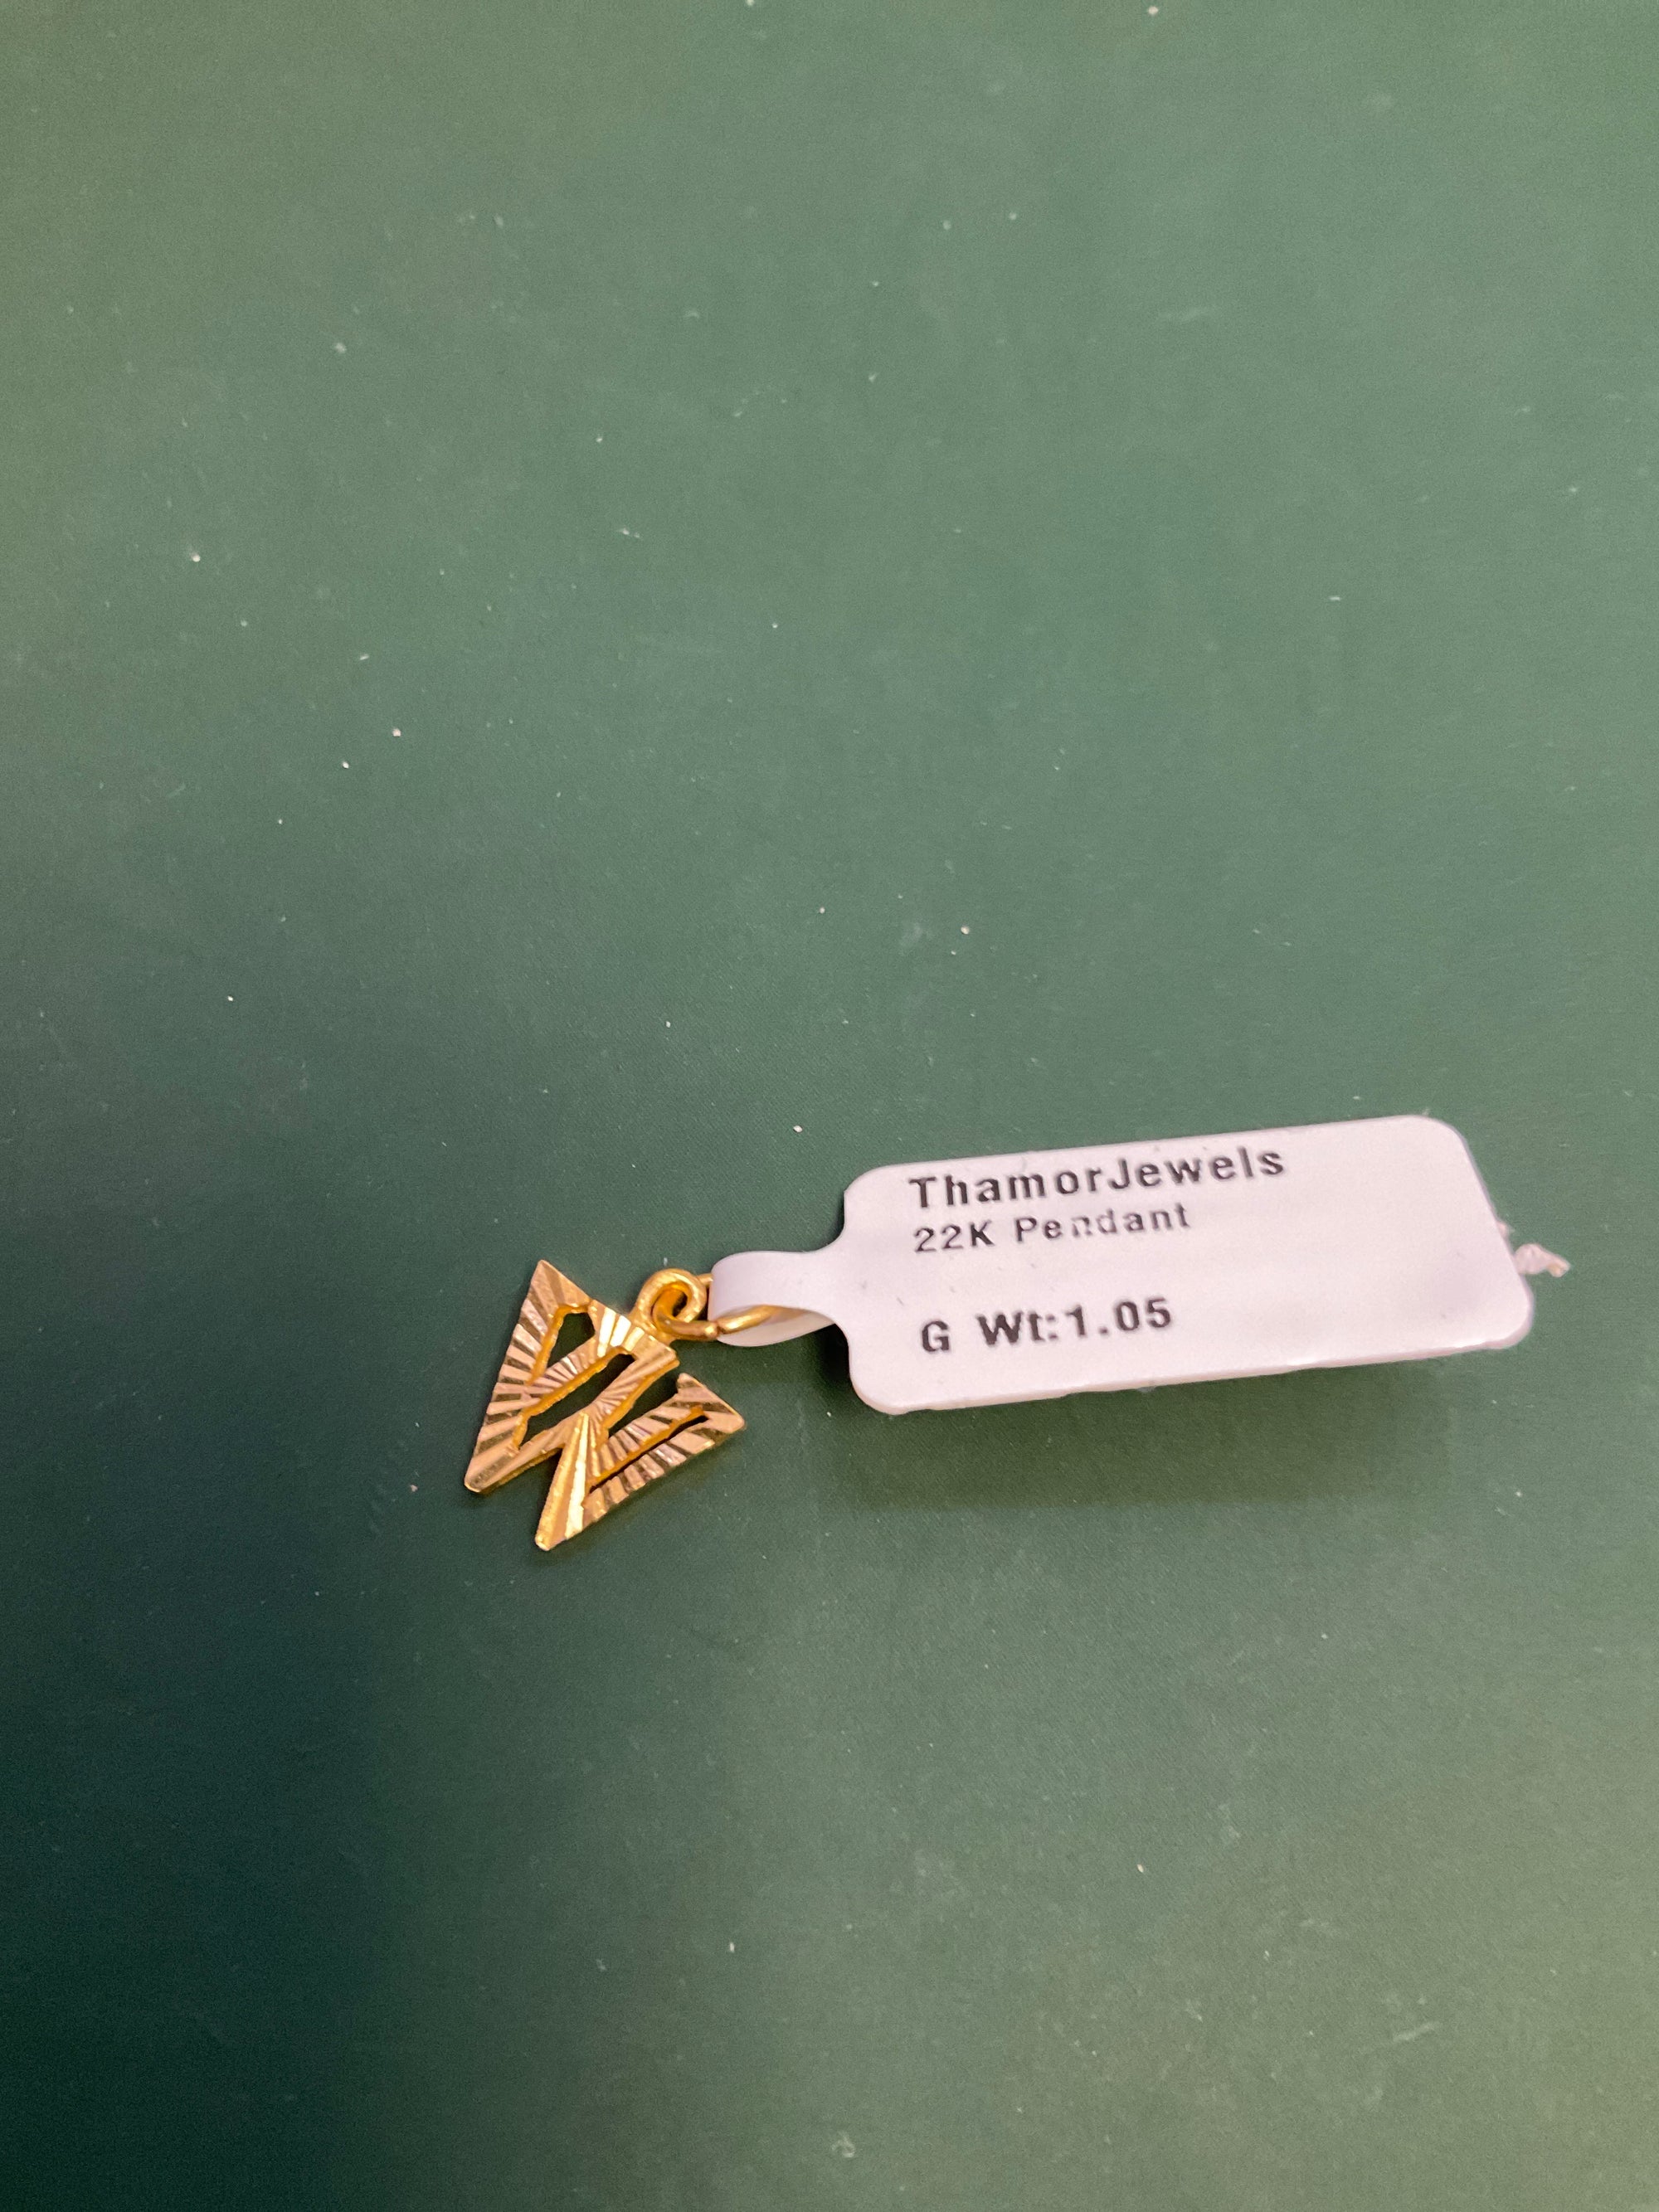 ThamorJewels
22K Pendant
G Wt:1.05
W